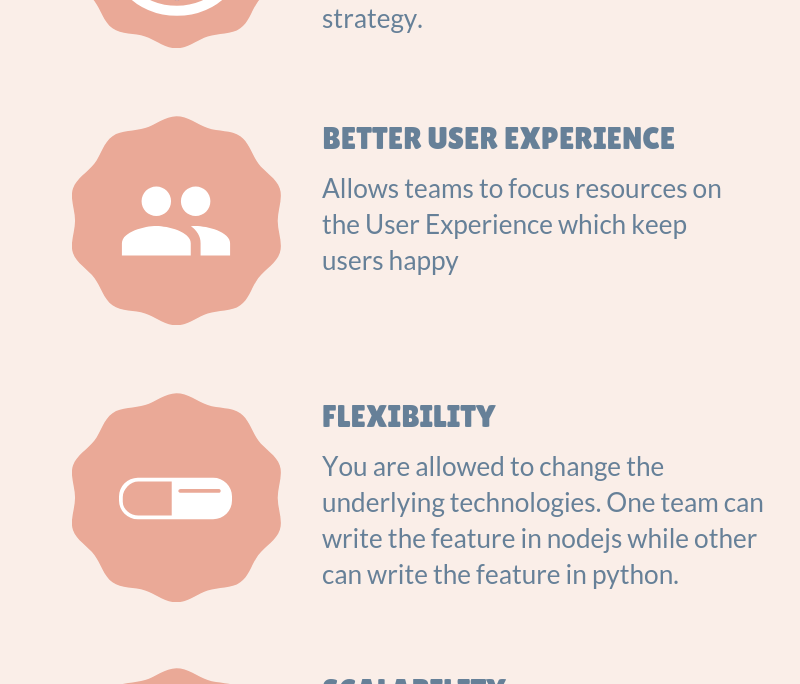 strategy.
BETTER USER EXPERIENCE
Allows teams to focus resources on
the User Experience which keep
users happy
FLEXIBILITY
You are allowed to change the
underlying technologies. One team can
write the feature in nodejs while other
can write the feature in python.
SCALABILITY